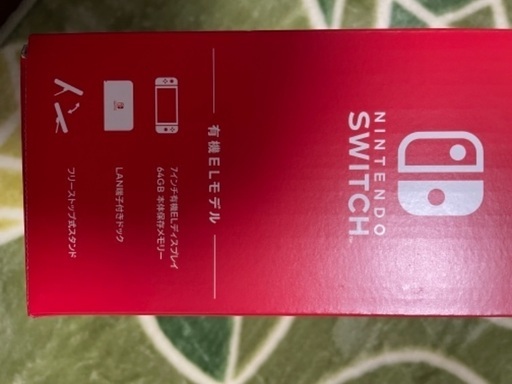 NINTENDO
SWITCH™
有機ELモデル
7インチ有機ELディスプレイ
64GB 本体保存メモリー
LAN端子付きドック
フリーストップ式スタンド